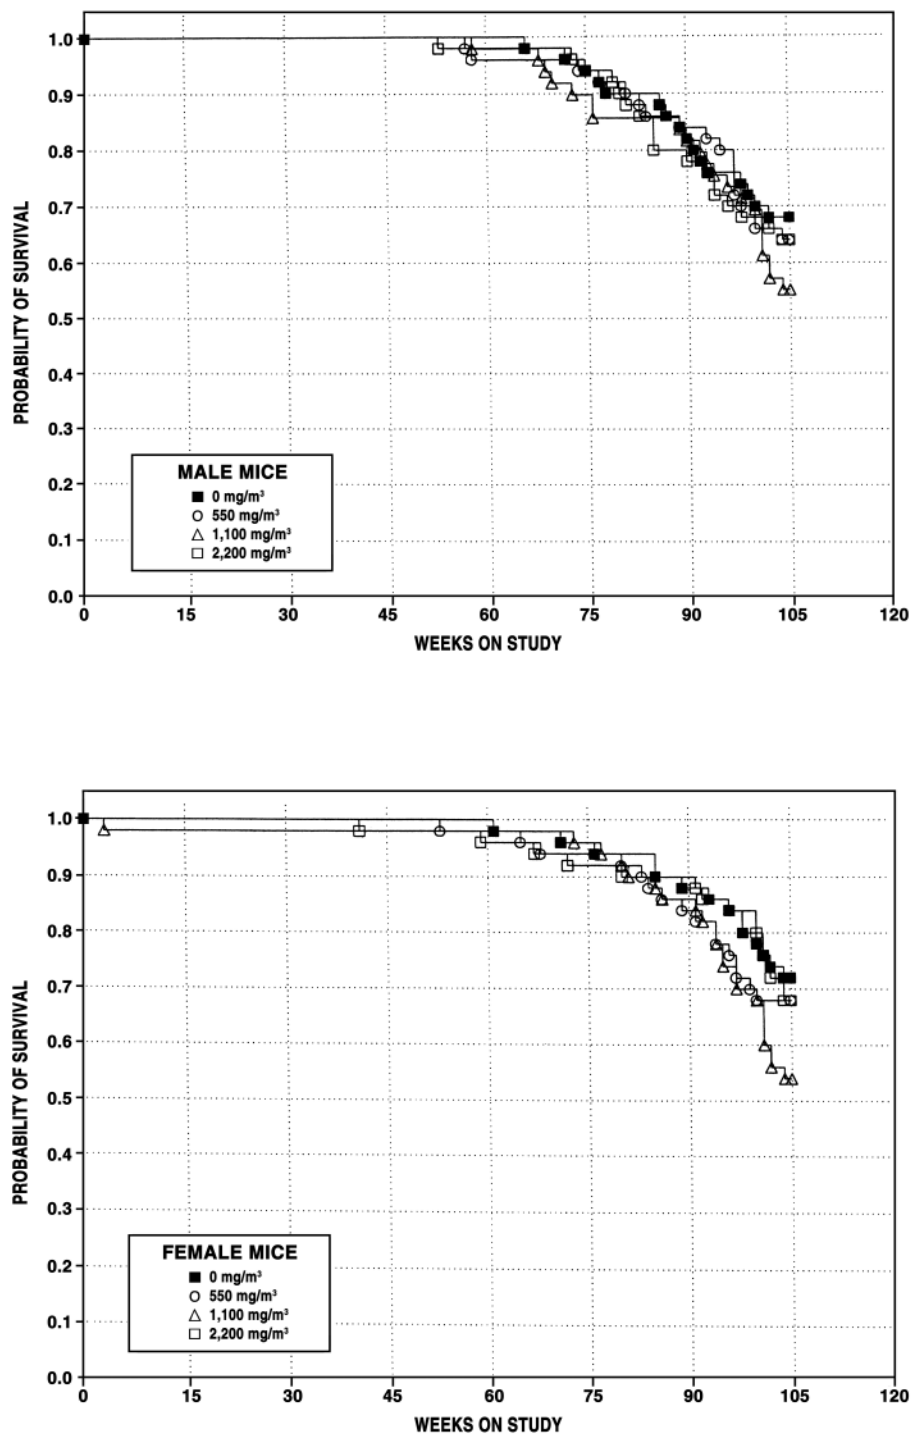 1.0
0.9
0.8
0.7
0.6
0.5
0.4
0.3
0.2
0.1
0.0
PROBABILITY OF SURVIVAL
MALE MICE
0 mg/m³
550 mg/m³
1,100 mg/m³
2,200 mg/m³
0 15 30 45 60 75 90 105 120
WEEKS ON STUDY
1.0
0.9
0.8
0.7
0.6
0.5
0.4
0.3
0.2
0.1
0.0
PROBABILITY OF SURVIVAL
FEMALE MICE
0 mg/m³
550 mg/m³
1,100 mg/m³
2,200 mg/m³
0 15 30 45 60 75 90 105 120
WEEKS ON STUDY